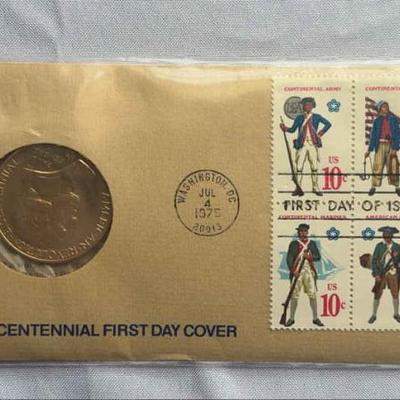 CONTINENTAL ARMY
CONTINENTAL
US
10c
WASHINGTON, DC
JUL
4
1975
20013
FIRST DAY OF IS
CONTINENTAL MARINES
AMERICAN
US
10c
CENTENNIAL FIRST DAY COVER